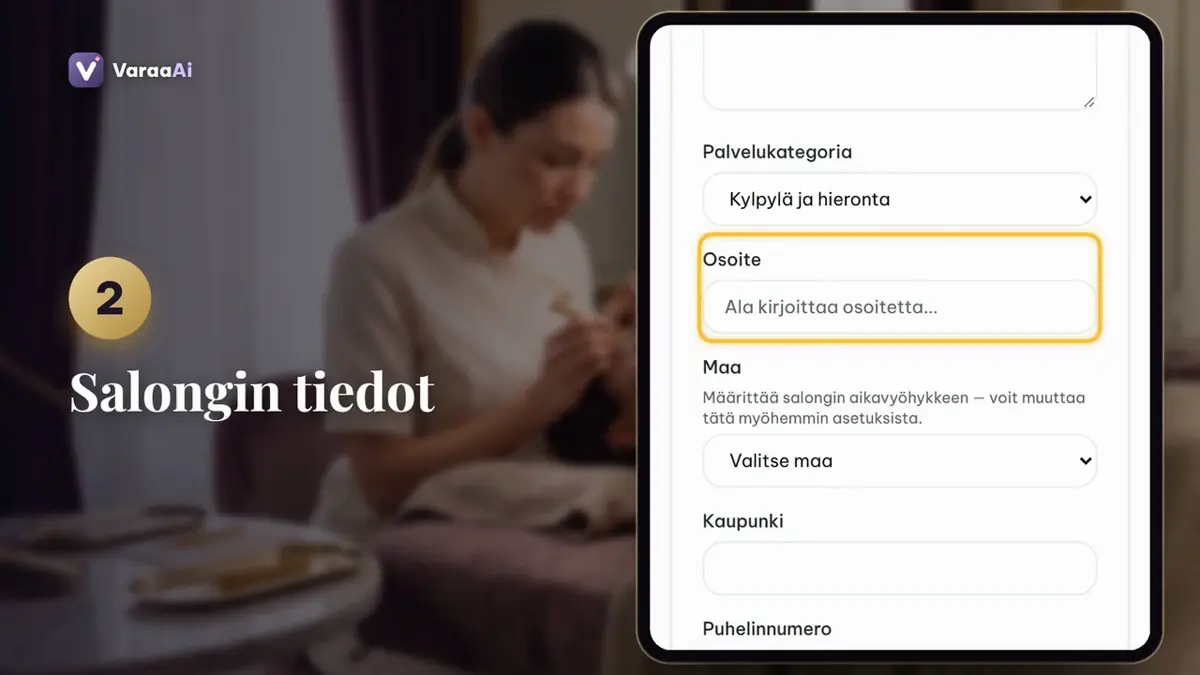 VaraaAi
2
Salongin tiedot
Palvelukategoria
Kylpylä ja hieronta
Osoite
Ala kirjoittaa osoitetta...
Maa
Määrittää salongin aikavyöhykkeen — voit muuttaa
tätä myöhemmin asetuksista.
Valitse maa
Kaupunki
Puhelinnumero